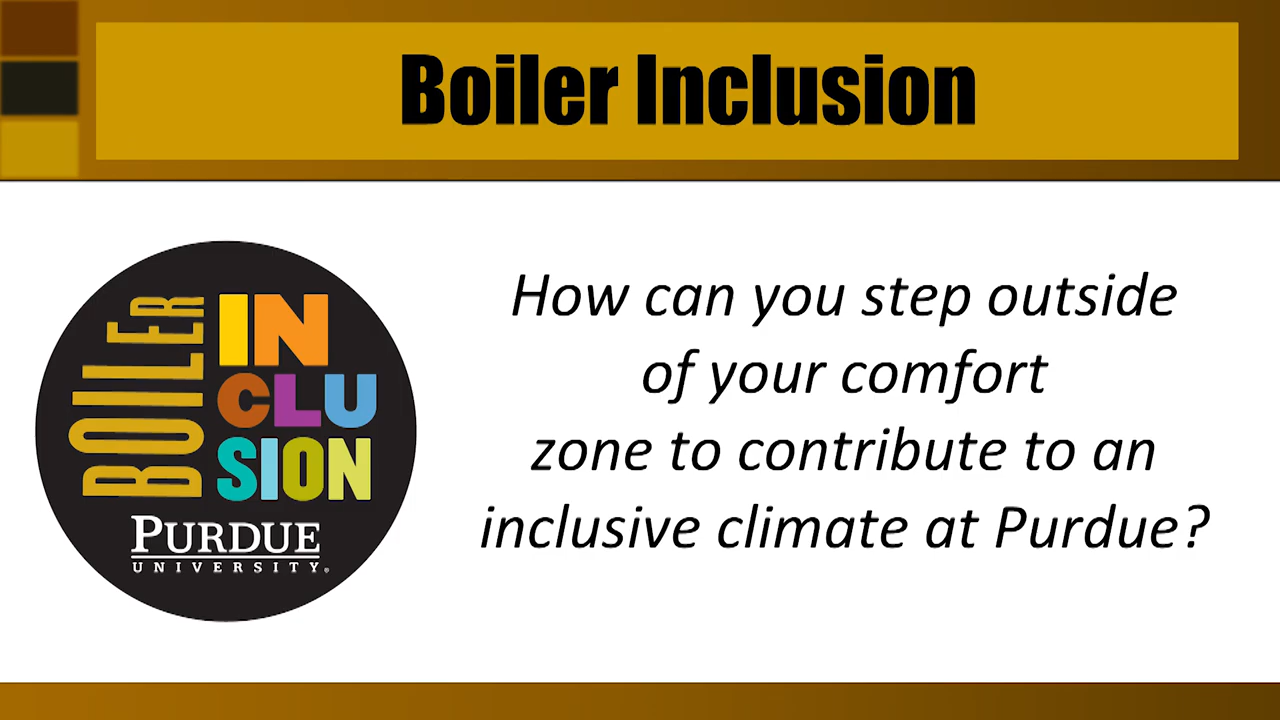 Boiler Inclusion
BOILER
IN
CLU
SION
PURDUE
UNIVERSITY®
How can you step outside
of your comfort
zone to contribute to an
inclusive climate at Purdue?